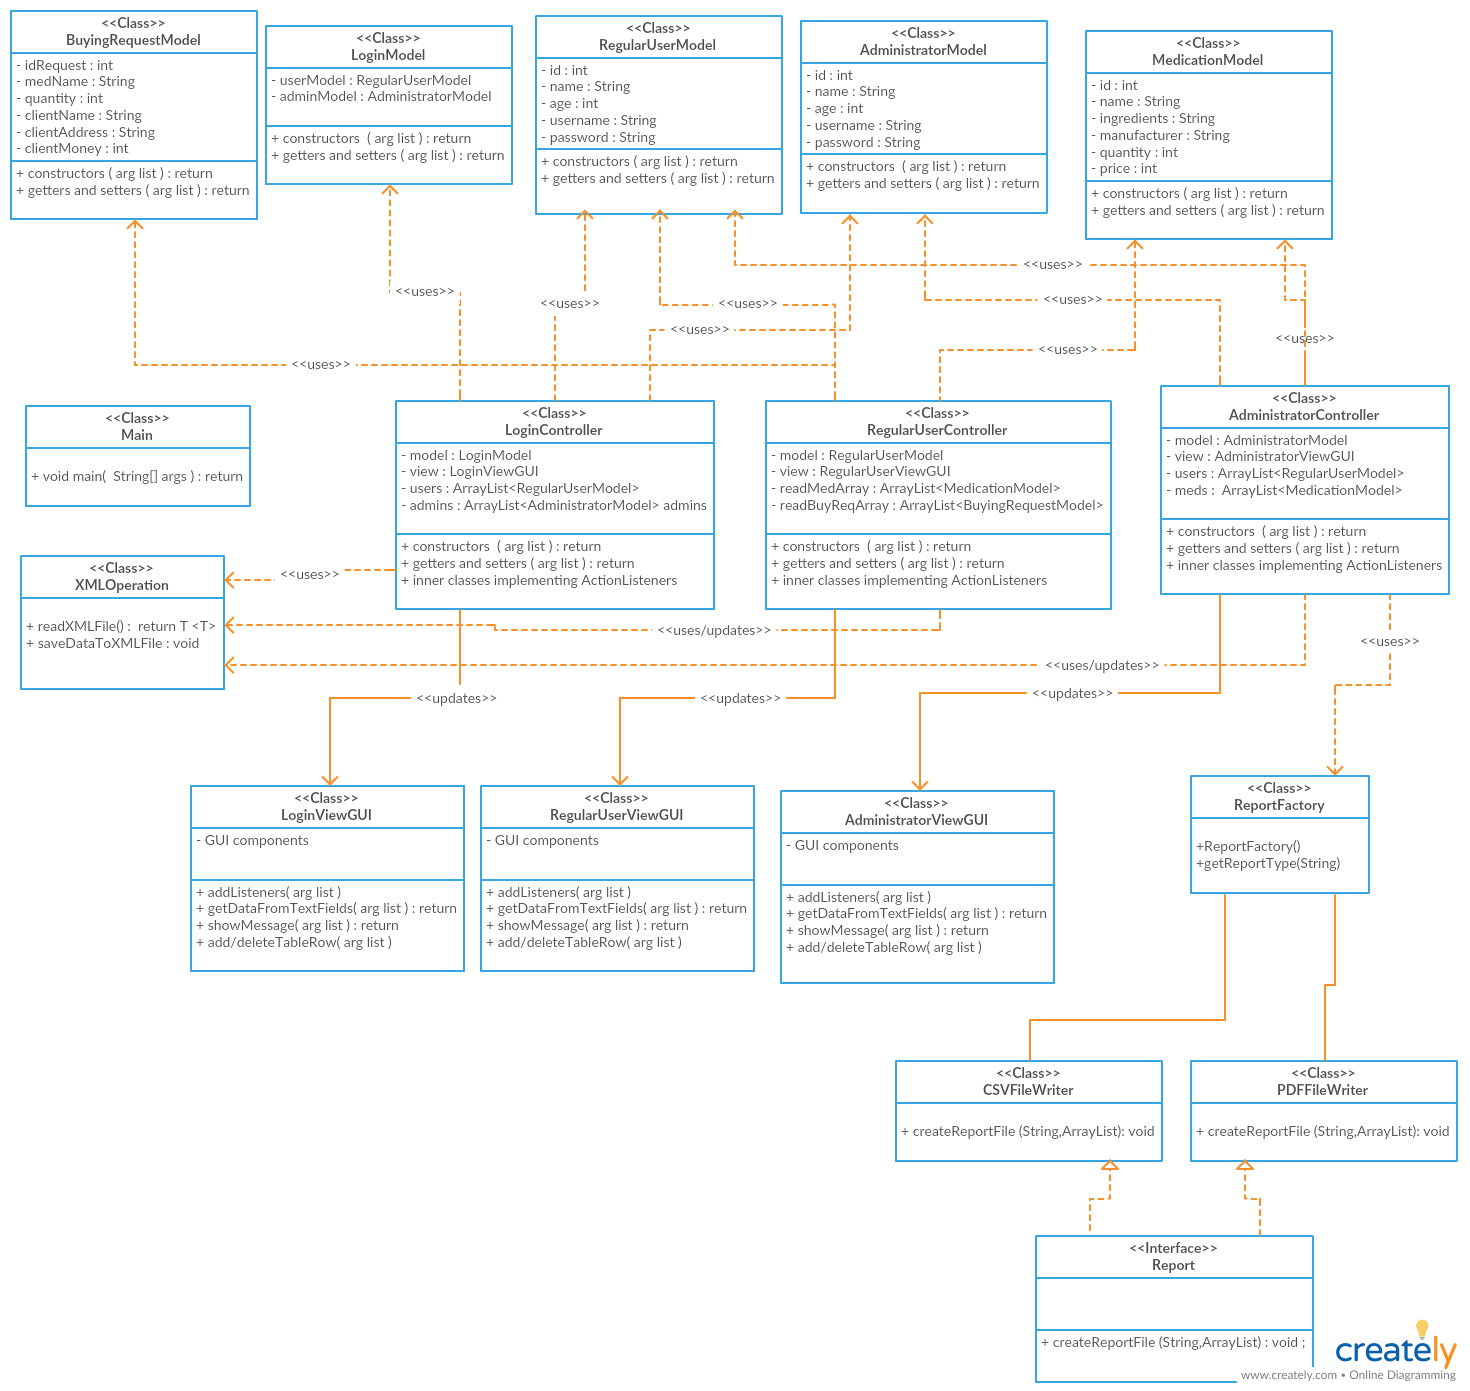 <<Class>>
BuyingRequestModel
- idRequest : int
- medName : String
- quantity : int
- clientName : String
- clientAddress : String
- clientMoney : int
+ constructors ( arg list ) : return
+ getters and setters ( arg list ) : return
<<Class>>
LoginModel
- userModel : RegularUserModel
- adminModel : AdministratorModel
+ constructors  ( arg list ) : return
+ getters and setters ( arg list ) : return
<<Class>>
RegularUserModel
- id : int
- name : String
- age : int
- username : String
- password : String
+ constructors ( arg list ) : return
+ getters and setters ( arg list ) : return
<<Class>>
AdministratorModel
- id : int
- name : String
- age : int
- username : String
- password : String
+ constructors  ( arg list ) : return
+ getters and setters ( arg list ) : return
<<Class>>
MedicationModel
- id : int
- name : String
- ingredients : String
- manufacturer : String
- quantity : int
- price : int
+ constructors ( arg list ) : return
+ getters and setters ( arg list ) : return
<<uses>>
<<uses>>
<<uses>>
<<uses>>
<<uses>>
<<uses>>
<<uses>>
<<uses>>
<<uses>>
<<Class>>
Main
+ void main(  String[] args ) : return
<<Class>>
LoginController
- model : LoginModel
- view : LoginViewGUI
- users : ArrayList<RegularUserModel>
- admins : ArrayList<AdministratorModel> admins
+ constructors  ( arg list ) : return
+ getters and setters ( arg list ) : return
+ inner classes implementing ActionListeners
<<Class>>
RegularUserController
- model : RegularUserModel
- view : RegularUserViewGUI
- readMedArray : ArrayList<MedicationModel>
- readBuyReqArray : ArrayList<BuyingRequestModel>
+ constructors  ( arg list ) : return
+ getters and setters ( arg list ) : return
+ inner classes implementing ActionListeners
<<Class>>
AdministratorController
- model : AdministratorModel
- view : AdministratorViewGUI
- users : ArrayList<RegularUserModel>
- meds :  ArrayList<MedicationModel>
+ constructors  ( arg list ) : return
+ getters and setters ( arg list ) : return
+ inner classes implementing ActionListeners
<<Class>>
XMLOperation
+ readXMLFile() :  return T <T>
+ saveDataToXMLFile : void
<<uses>>
<<uses/updates>>
<<uses/updates>>
<<uses>>
<<updates>>
<<updates>>
<<updates>>
<<Class>>
LoginViewGUI
- GUI components
+ addListeners( arg list )
+ getDataFromTextFields( arg list ) : return
+ showMessage( arg list ) : return
+ add/deleteTableRow( arg list )
<<Class>>
RegularUserViewGUI
- GUI components
+ addListeners( arg list )
+ getDataFromTextFields( arg list ) : return
+ showMessage( arg list ) : return
+ add/deleteTableRow( arg list )
<<Class>>
AdministratorViewGUI
- GUI components
+ addListeners( arg list )
+ getDataFromTextFields( arg list ) : return
+ showMessage( arg list ) : return
+ add/deleteTableRow( arg list )
<<Class>>
ReportFactory
+ReportFactory()
+getReportType(String)
<<Class>>
CSVFileWriter
+ createReportFile (String,ArrayList): void
<<Class>>
PDFFileWriter
+ createReportFile (String,ArrayList): void
<<Interface>>
Report
+ createReportFile (String,ArrayList) : void ;
creately
www.creately.com • Online Diagramming